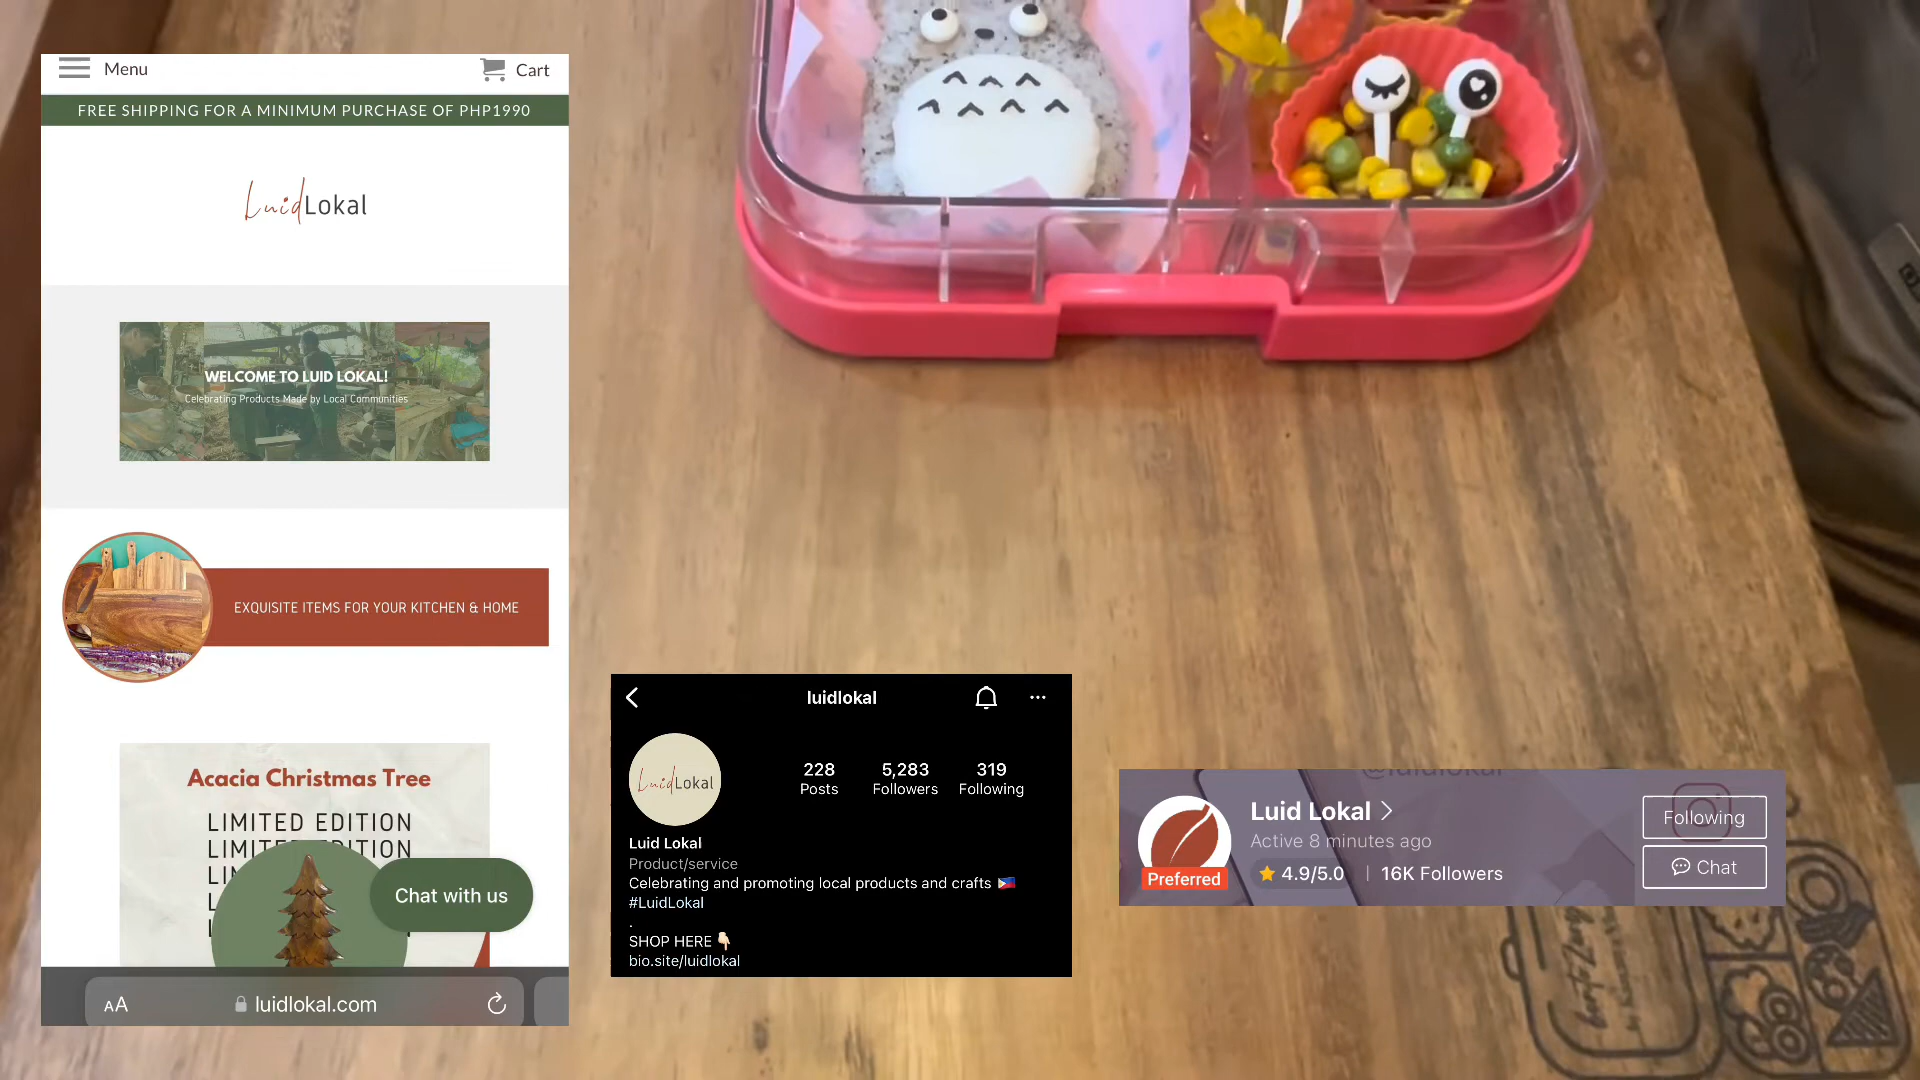 Menu
Cart
FREE SHIPPING FOR A MINIMUM PURCHASE OF PHP1990
LuidLokal
WELCOME TO LUID LOKAL!
Celebrating Products Made by Local Communities
EXQUISITE ITEMS FOR YOUR KITCHEN & HOME
Acacia Christmas Tree
LIMITED EDITION
LIMITED EDITION
Chat with us
AA
luidlokal.com
luidlokal
LuidLokal
228
5,283
319
Posts
Followers
Following
Luid Lokal
Product/service
Celebrating and promoting local products and crafts 🇵🇭
#LuidLokal
.
SHOP HERE 👇🏻
bio.site/luidlokal
@luidlokal
Luid Lokal
Active 8 minutes ago
4.9/5.0 | 16K Followers
Preferred
Following
Chat